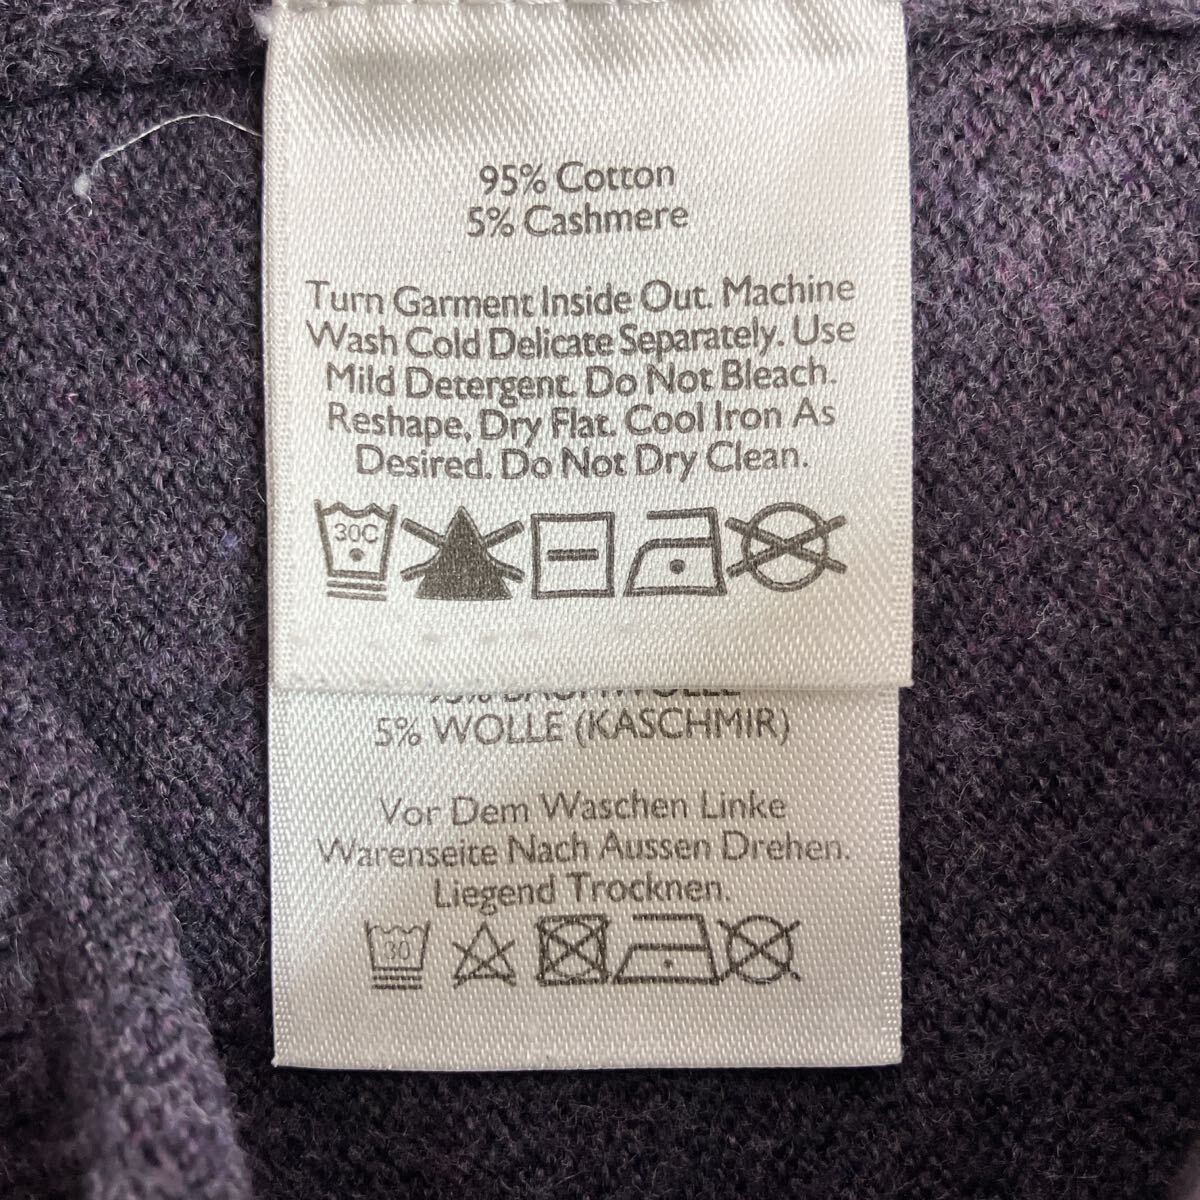 95% Cotton
5% Cashmere
Turn Garment Inside Out. Machine
Wash Cold Delicate Separately. Use
Mild Detergent. Do Not Bleach.
Reshape, Dry Flat. Cool Iron As
Desired. Do Not Dry Clean.
30C
5% WOLLE (KASCHMIR)
Vor Dem Waschen Linke
Warenseite Nach Aussen Drehen.
Liegend Trocknen.
30